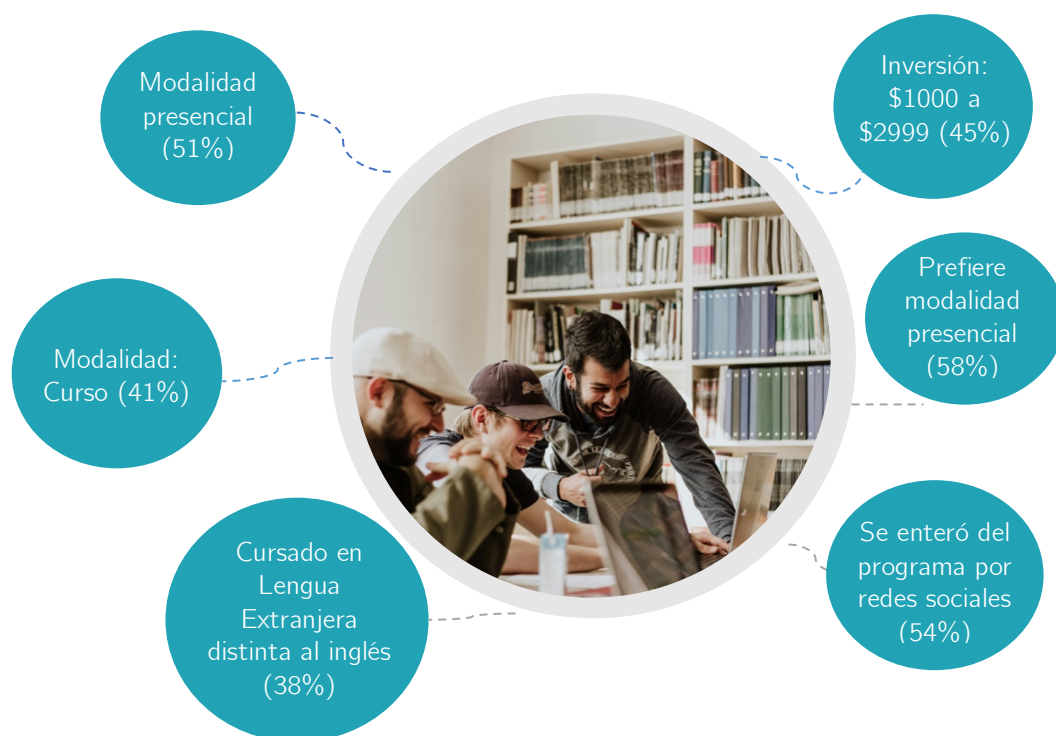 Modalidad
presencial
(51%)
Inversión:
$1000 a
$2999 (45%)
Prefiere
modalidad
presencial
(58%)
Modalidad:
Curso (41%)
Se enteró del
programa por
redes sociales
(54%)
Cursado en
Lengua
Extranjera
distinta al inglés
(38%)